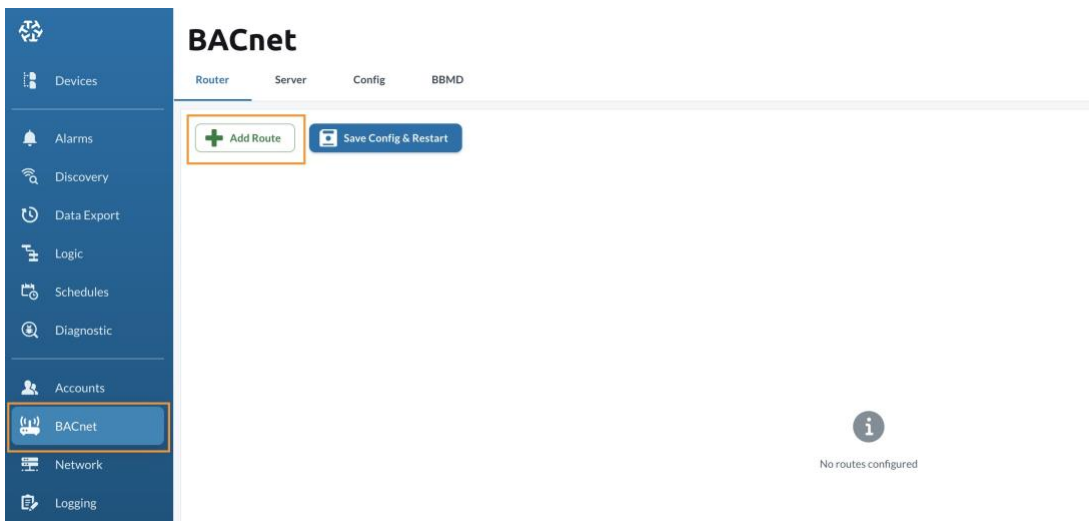 BACnet
Devices
Router Server Config BBMD
Alarms
Add Route Save Config & Restart
Discovery
Data Export
Logic
Schedules
Diagnostic
Accounts
BACnet
Network
No routes configured
Logging